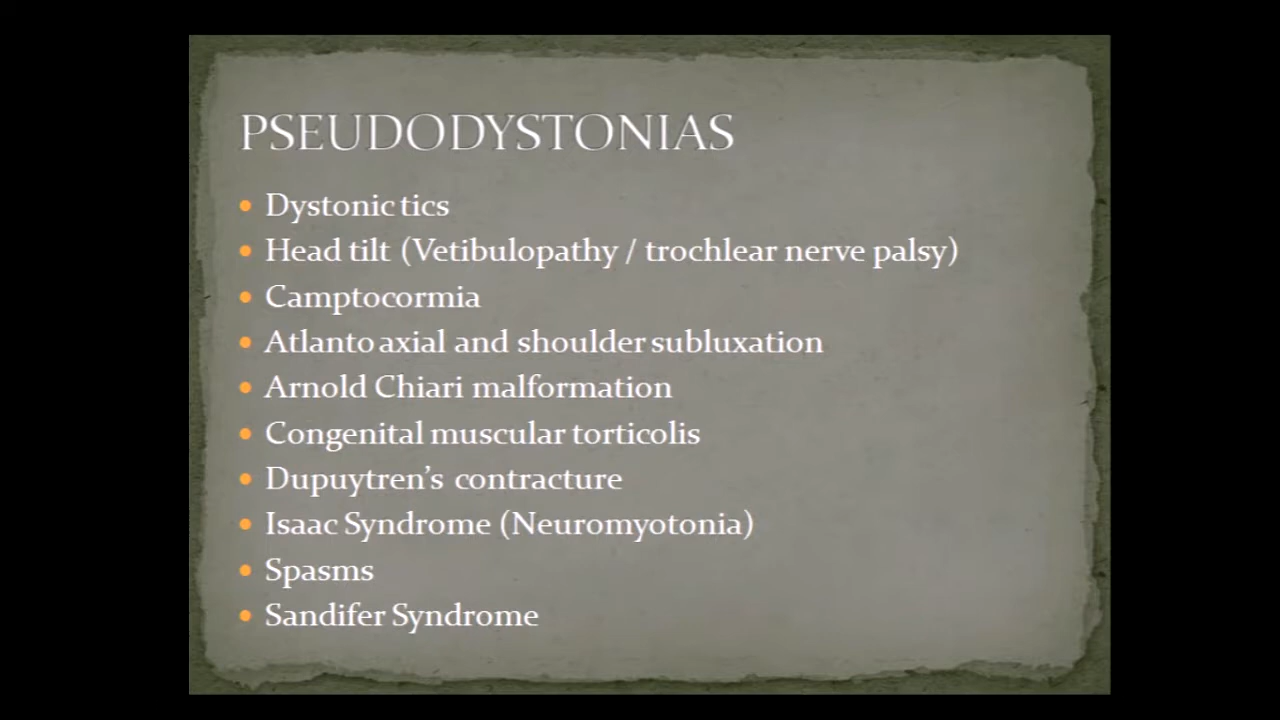 PSEUDODYSTONIAS
Dystonic tics
Head tilt (Vetibulopathy / trochlear nerve palsy)
Camptocormia
Atlanto axial and shoulder subluxation
Arnold Chiari malformation
Congenital muscular torticolis
Dupuytren’s contracture
Isaac Syndrome (Neuromyotonia)
Spasms
Sandifer Syndrome